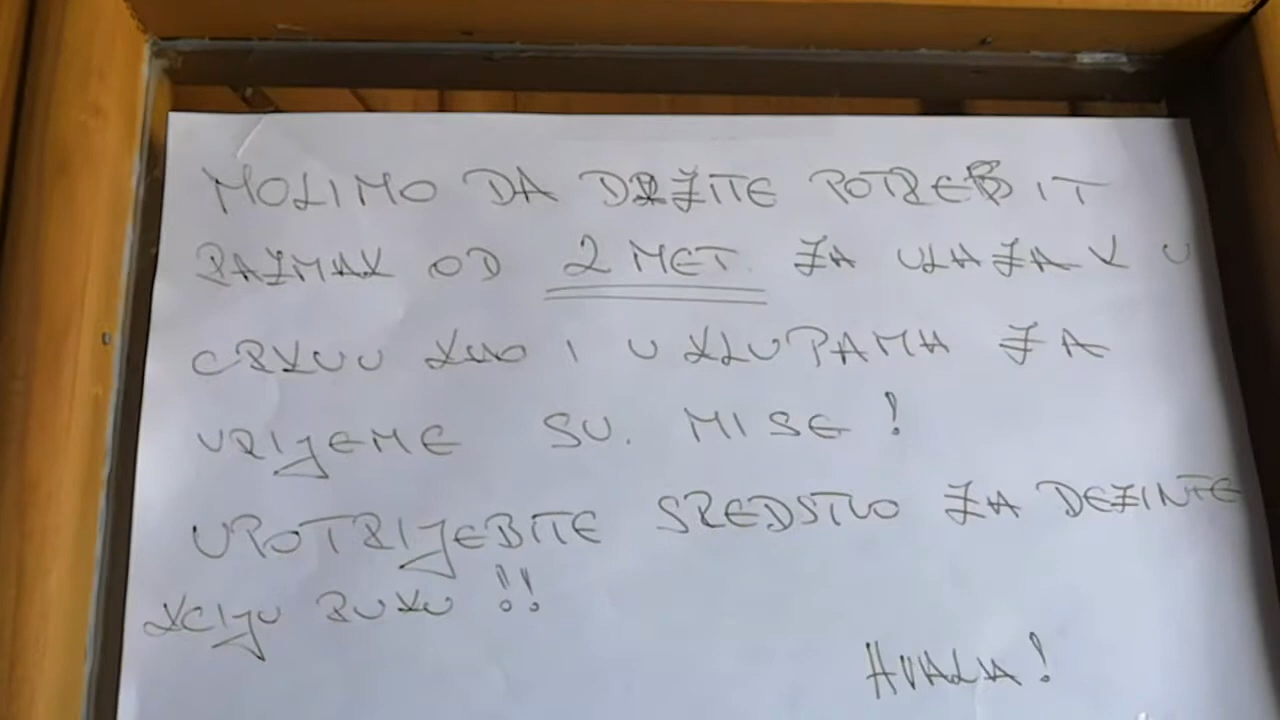 MOLIMO DA DRŽITE POTREBIT
RAZMAK OD 2 MET. ZA ULAZAK U
CRKVU KAO I U KLUPAMA ZA
VRIJEME SV. MISE!
UPOTRIJEBITE SREDSTVO ZA DEZINFE
KCIJU RUKU!!
HVALA!